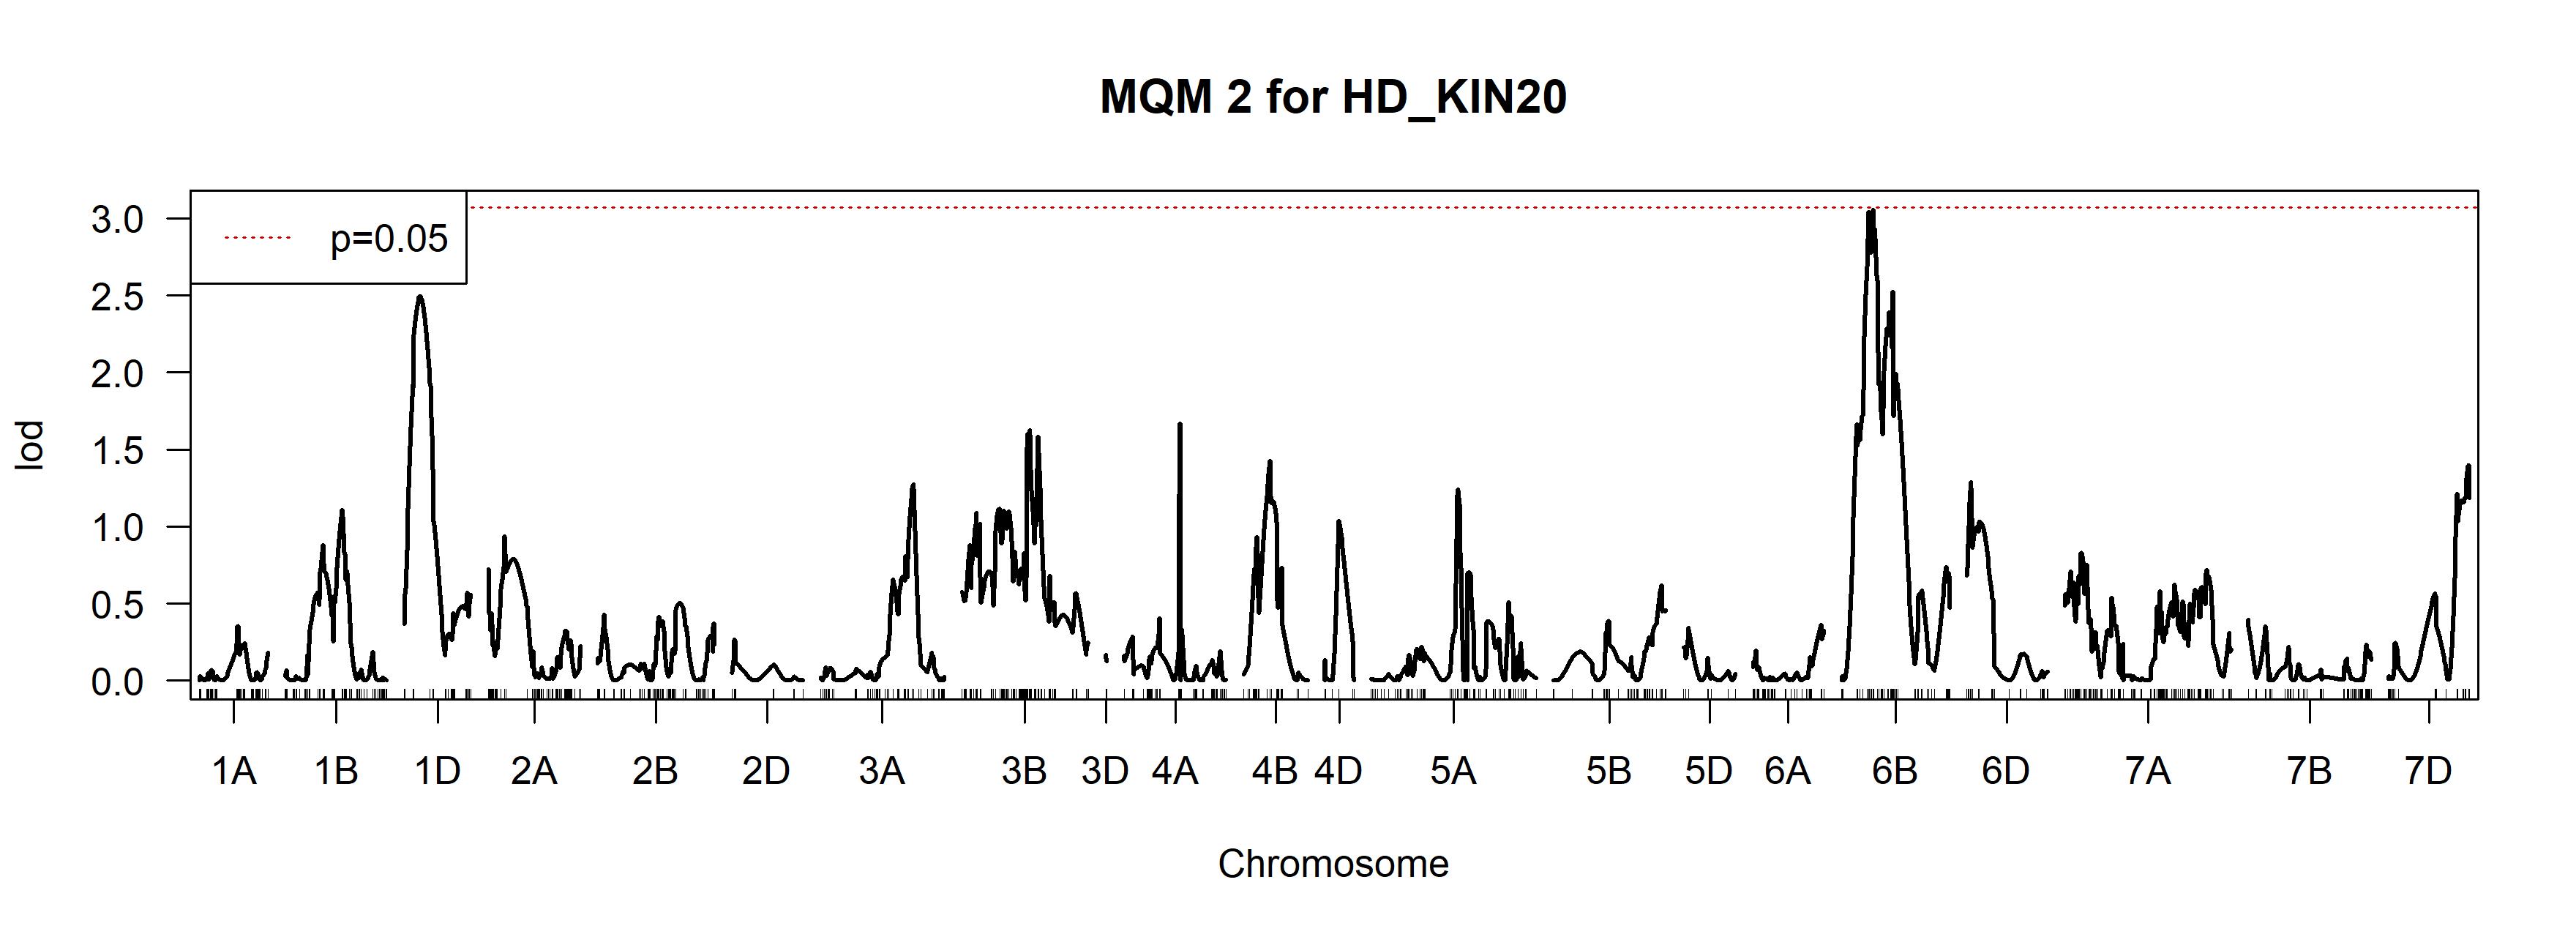 MQM 2 for HD_KIN20
p=0.05
3.0
2.5
2.0
1.5
1.0
0.5
0.0
lod
1A 1B 1D 2A 2B 2D 3A 3B 3D 4A 4B 4D 5A 5B 5D 6A 6B 6D 7A 7B 7D
Chromosome